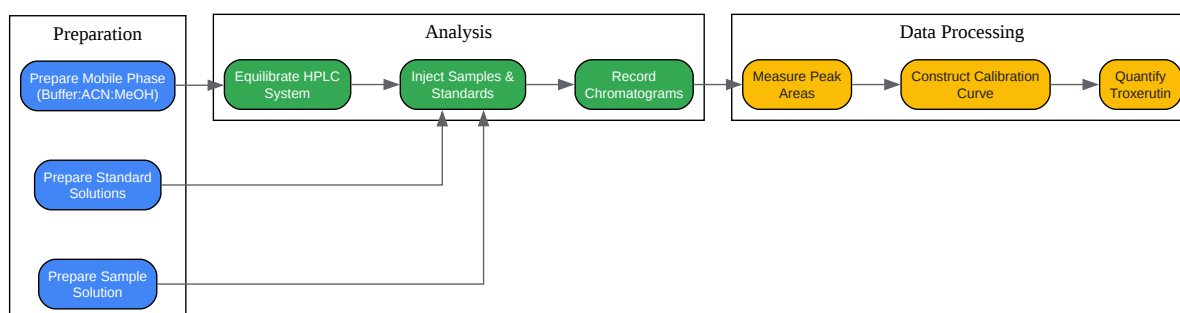 Preparation
Prepare Mobile Phase
(Buffer:ACN:MeOH)
Prepare Standard
Solutions
Prepare Sample
Solution
Analysis
Equilibrate HPLC
System
Inject Samples &
Standards
Record
Chromatograms
Data Processing
Measure Peak
Areas
Construct Calibration
Curve
Quantify
Troxerutin